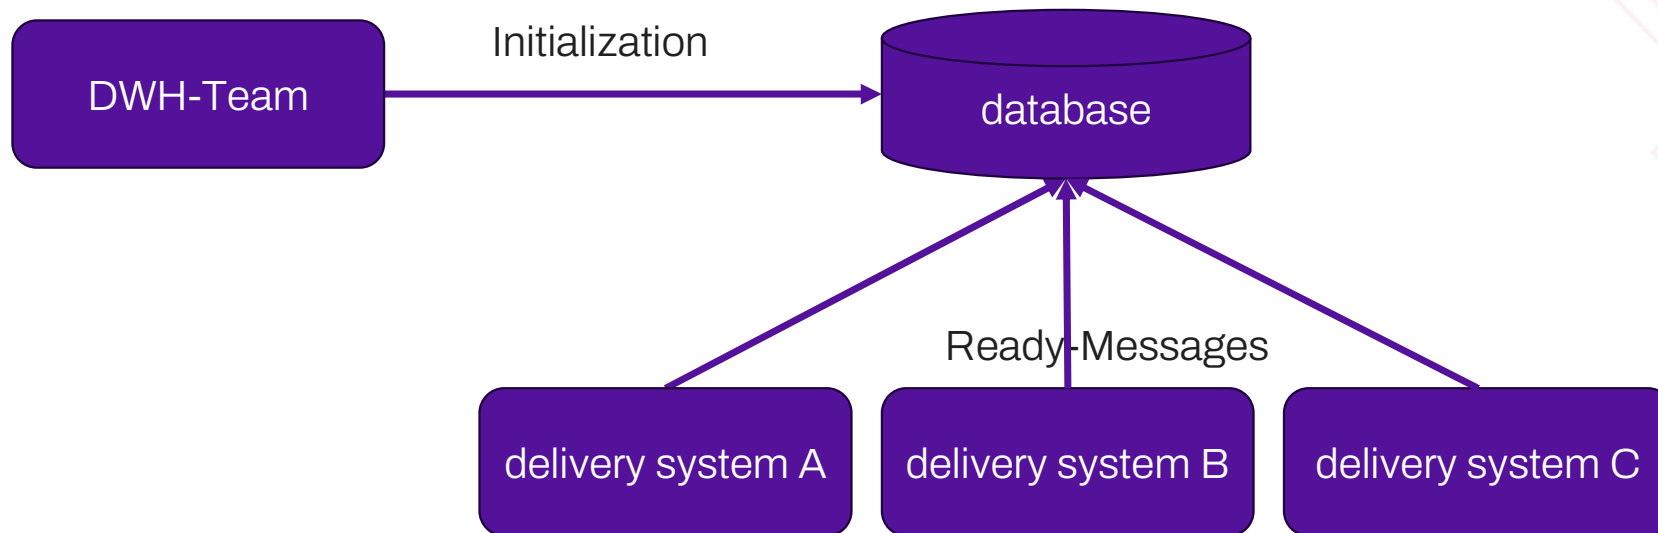 Initialization
DWH-Team
database
Ready-Messages
delivery system A
delivery system B
delivery system C